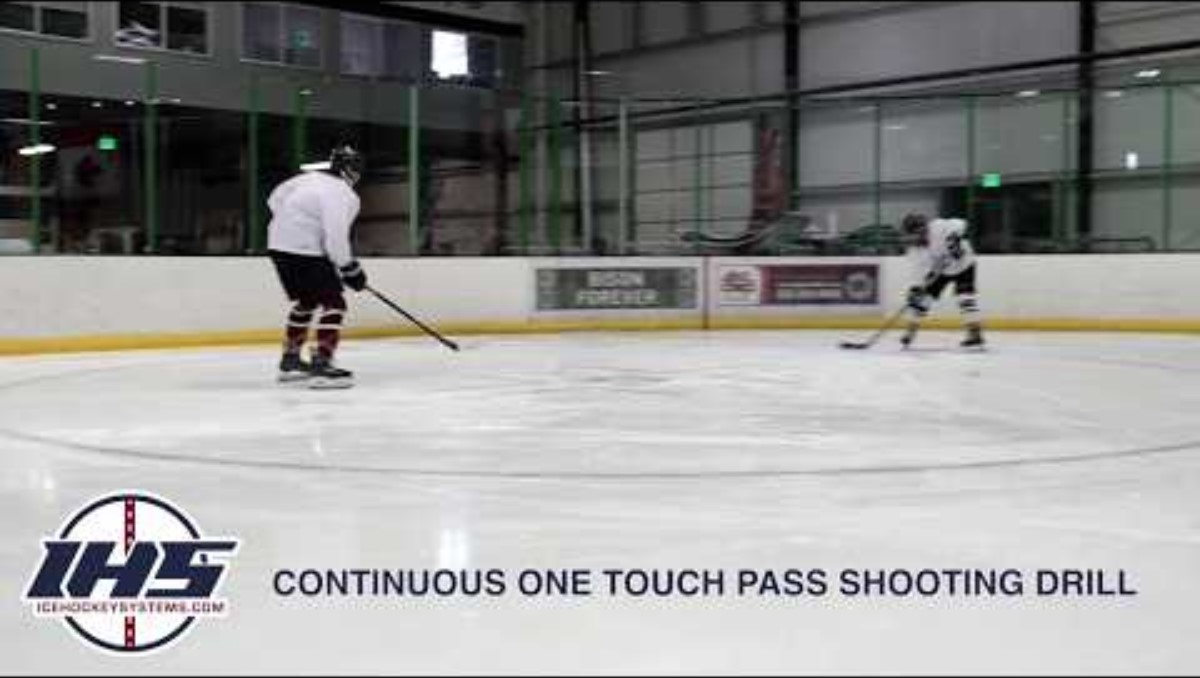 BISON
FOREVER
IHS
ICEHOCKEYSYSTEMS.COM
CONTINUOUS ONE TOUCH PASS SHOOTING DRILL